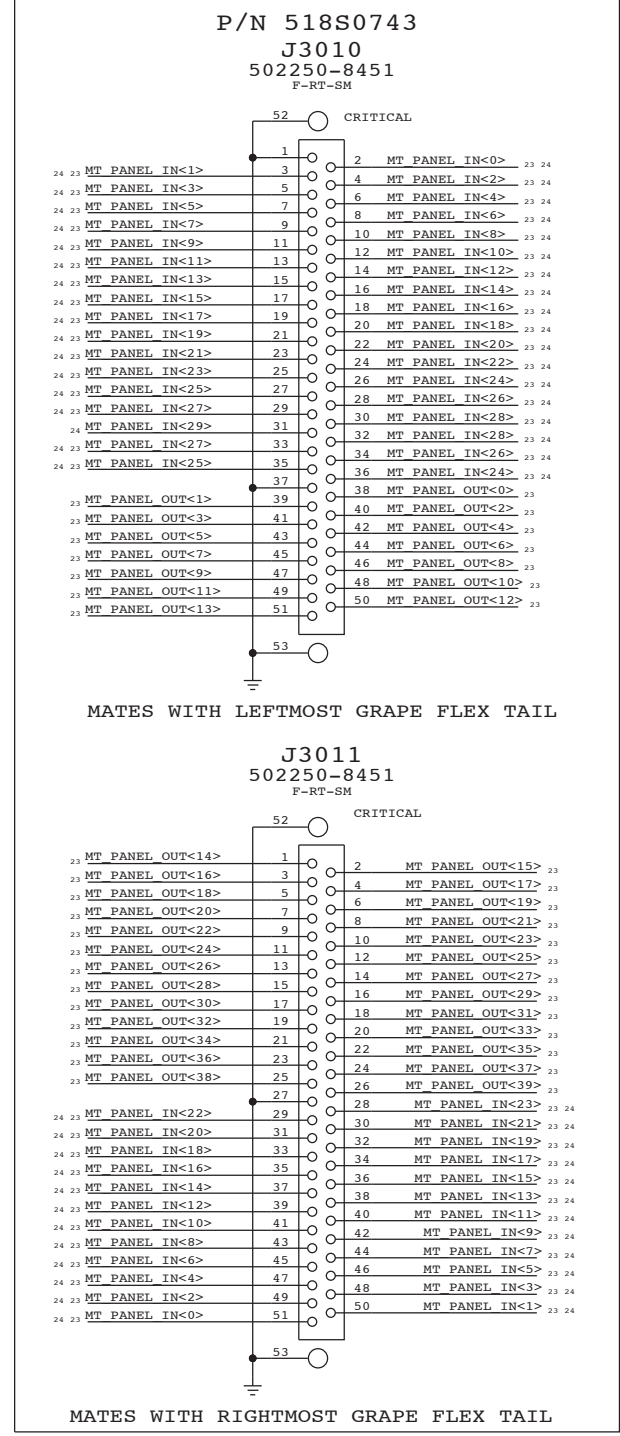 P/N 518S0743
J3010
502250-8451
F-RT-SM
52 CRITICAL
1
2 MT_PANEL_IN<0> 23 24
24 23 MT_PANEL_IN<1> 3
4 MT_PANEL_IN<2> 23 24
24 23 MT_PANEL_IN<3> 5
6 MT_PANEL_IN<4> 23 24
24 23 MT_PANEL_IN<5> 7
8 MT_PANEL_IN<6> 23 24
24 23 MT_PANEL_IN<7> 9
10 MT_PANEL_IN<8> 23 24
24 23 MT_PANEL_IN<9> 11
12 MT_PANEL_IN<10> 23 24
24 23 MT_PANEL_IN<11> 13
14 MT_PANEL_IN<12> 23 24
24 23 MT_PANEL_IN<13> 15
16 MT_PANEL_IN<14> 23 24
24 23 MT_PANEL_IN<15> 17
18 MT_PANEL_IN<16> 23 24
24 23 MT_PANEL_IN<17> 19
20 MT_PANEL_IN<18> 23 24
24 23 MT_PANEL_IN<19> 21
22 MT_PANEL_IN<20> 23 24
24 23 MT_PANEL_IN<21> 23
24 MT_PANEL_IN<22> 23 24
24 23 MT_PANEL_IN<23> 25
26 MT_PANEL_IN<24> 23 24
24 23 MT_PANEL_IN<25> 27
28 MT_PANEL_IN<26> 23 24
24 23 MT_PANEL_IN<27> 29
30 MT_PANEL_IN<28> 23 24
24 MT_PANEL_IN<29> 31
32 MT_PANEL_IN<28> 23 24
24 23 MT_PANEL_IN<27> 33
34 MT_PANEL_IN<26> 23 24
24 23 MT_PANEL_IN<25> 35
36 MT_PANEL_IN<24> 23 24
37
38 MT_PANEL_OUT<0> 23
23 MT_PANEL_OUT<1> 39
40 MT_PANEL_OUT<2> 23
23 MT_PANEL_OUT<3> 41
42 MT_PANEL_OUT<4> 23
23 MT_PANEL_OUT<5> 43
44 MT_PANEL_OUT<6> 23
23 MT_PANEL_OUT<7> 45
46 MT_PANEL_OUT<8> 23
23 MT_PANEL_OUT<9> 47
48 MT_PANEL_OUT<10> 23
23 MT_PANEL_OUT<11> 49
50 MT_PANEL_OUT<12> 23
23 MT_PANEL_OUT<13> 51
53
MATES WITH LEFTMOST GRAPE FLEX TAIL
J3011
502250-8451
F-RT-SM
52 CRITICAL
23 MT_PANEL_OUT<14> 1
2 MT_PANEL_OUT<15> 23
23 MT_PANEL_OUT<16> 3
4 MT_PANEL_OUT<17> 23
23 MT_PANEL_OUT<18> 5
6 MT_PANEL_OUT<19> 23
23 MT_PANEL_OUT<20> 7
8 MT_PANEL_OUT<21> 23
23 MT_PANEL_OUT<22> 9
10 MT_PANEL_OUT<23> 23
23 MT_PANEL_OUT<24> 11
12 MT_PANEL_OUT<25> 23
23 MT_PANEL_OUT<26> 13
14 MT_PANEL_OUT<27> 23
23 MT_PANEL_OUT<28> 15
16 MT_PANEL_OUT<29> 23
23 MT_PANEL_OUT<30> 17
18 MT_PANEL_OUT<31> 23
23 MT_PANEL_OUT<32> 19
20 MT_PANEL_OUT<33> 23
23 MT_PANEL_OUT<34> 21
22 MT_PANEL_OUT<35> 23
23 MT_PANEL_OUT<36> 23
24 MT_PANEL_OUT<37> 23
23 MT_PANEL_OUT<38> 25
26 MT_PANEL_OUT<39> 23
27
28 MT_PANEL_IN<23> 23 24
24 23 MT_PANEL_IN<22> 29
30 MT_PANEL_IN<21> 23 24
24 23 MT_PANEL_IN<20> 31
32 MT_PANEL_IN<19> 23 24
24 23 MT_PANEL_IN<18> 33
34 MT_PANEL_IN<17> 23 24
24 23 MT_PANEL_IN<16> 35
36 MT_PANEL_IN<15> 23 24
24 23 MT_PANEL_IN<14> 37
38 MT_PANEL_IN<13> 23 24
24 23 MT_PANEL_IN<12> 39
40 MT_PANEL_IN<11> 23 24
24 23 MT_PANEL_IN<10> 41
42 MT_PANEL_IN<9> 23 24
24 23 MT_PANEL_IN<8> 43
44 MT_PANEL_IN<7> 23 24
24 23 MT_PANEL_IN<6> 45
46 MT_PANEL_IN<5> 23 24
24 23 MT_PANEL_IN<4> 47
48 MT_PANEL_IN<3> 23 24
24 23 MT_PANEL_IN<2> 49
50 MT_PANEL_IN<1> 23 24
24 23 MT_PANEL_IN<0> 51
53
MATES WITH RIGHTMOST GRAPE FLEX TAIL